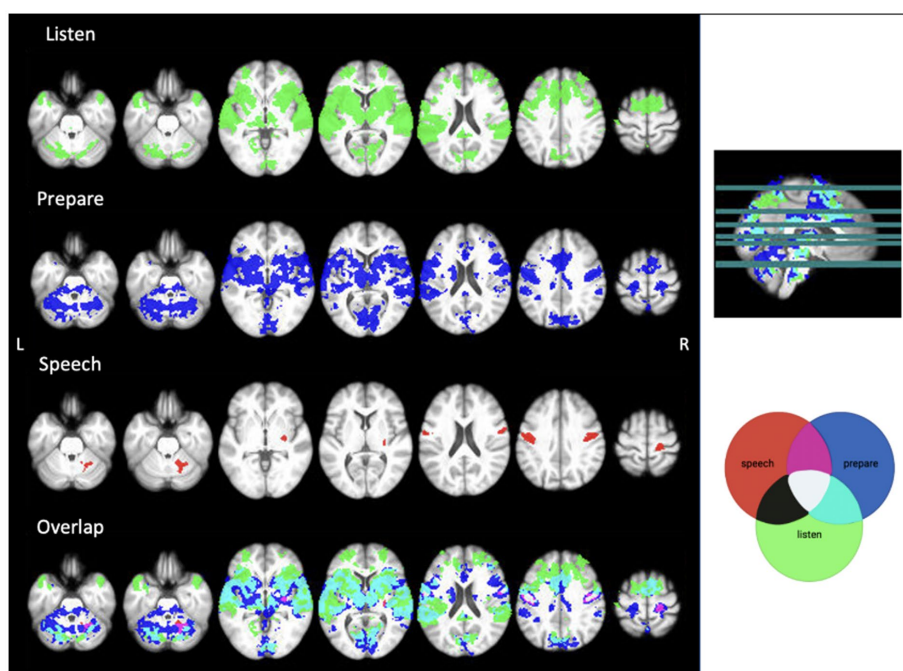 Listen
Prepare
L
R
Speech
Overlap
speech
prepare
listen